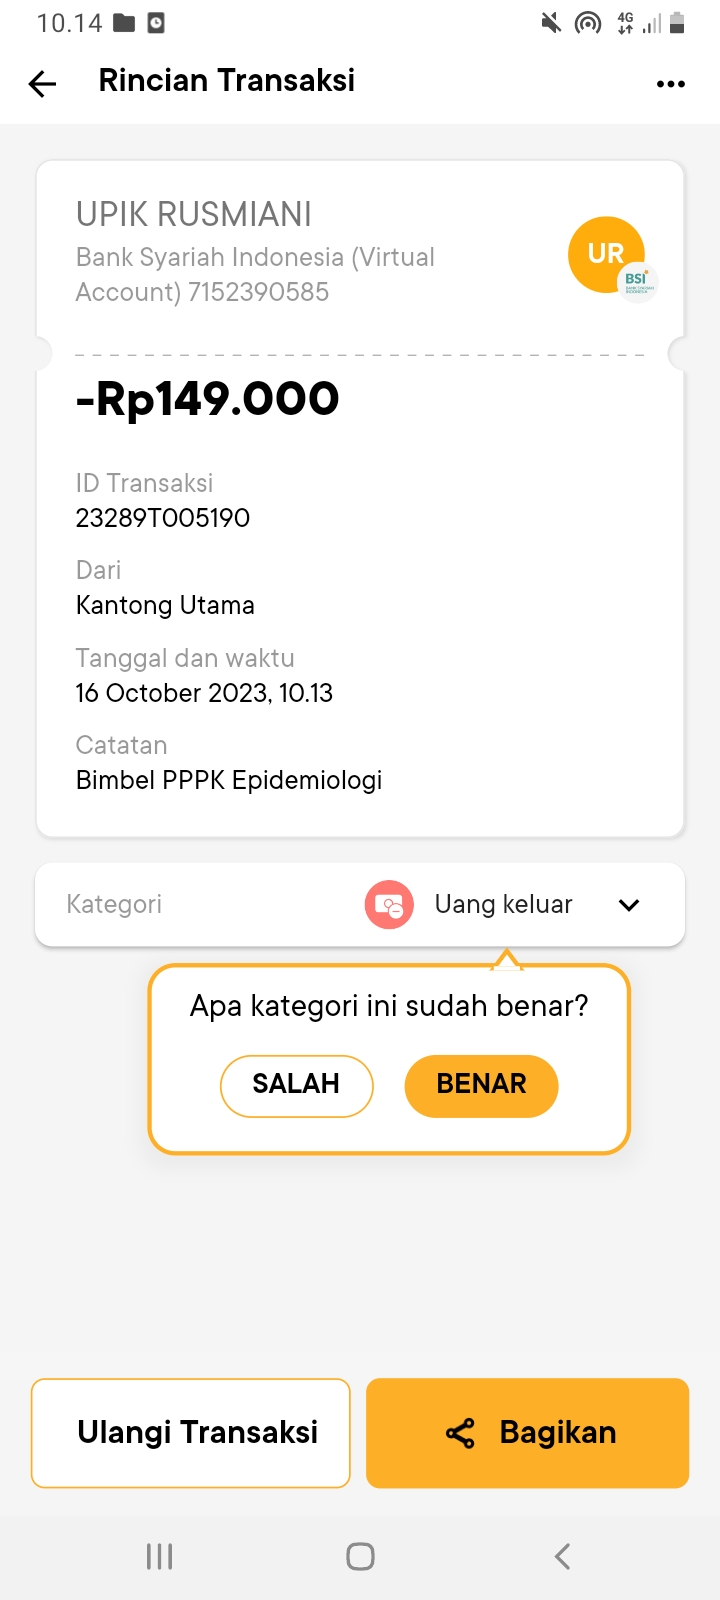 10.14
4G
Rincian Transaksi
UPIK RUSMIANI
Bank Syariah Indonesia (Virtual
Account) 7152390585
UR
BSI
-Rp149.000
ID Transaksi
23289T005190
Dari
Kantong Utama
Tanggal dan waktu
16 October 2023, 10.13
Catatan
Bimbel PPPK Epidemiologi
Kategori
Uang keluar
Apa kategori ini sudah benar?
SALAH
BENAR
Ulangi Transaksi
Bagikan